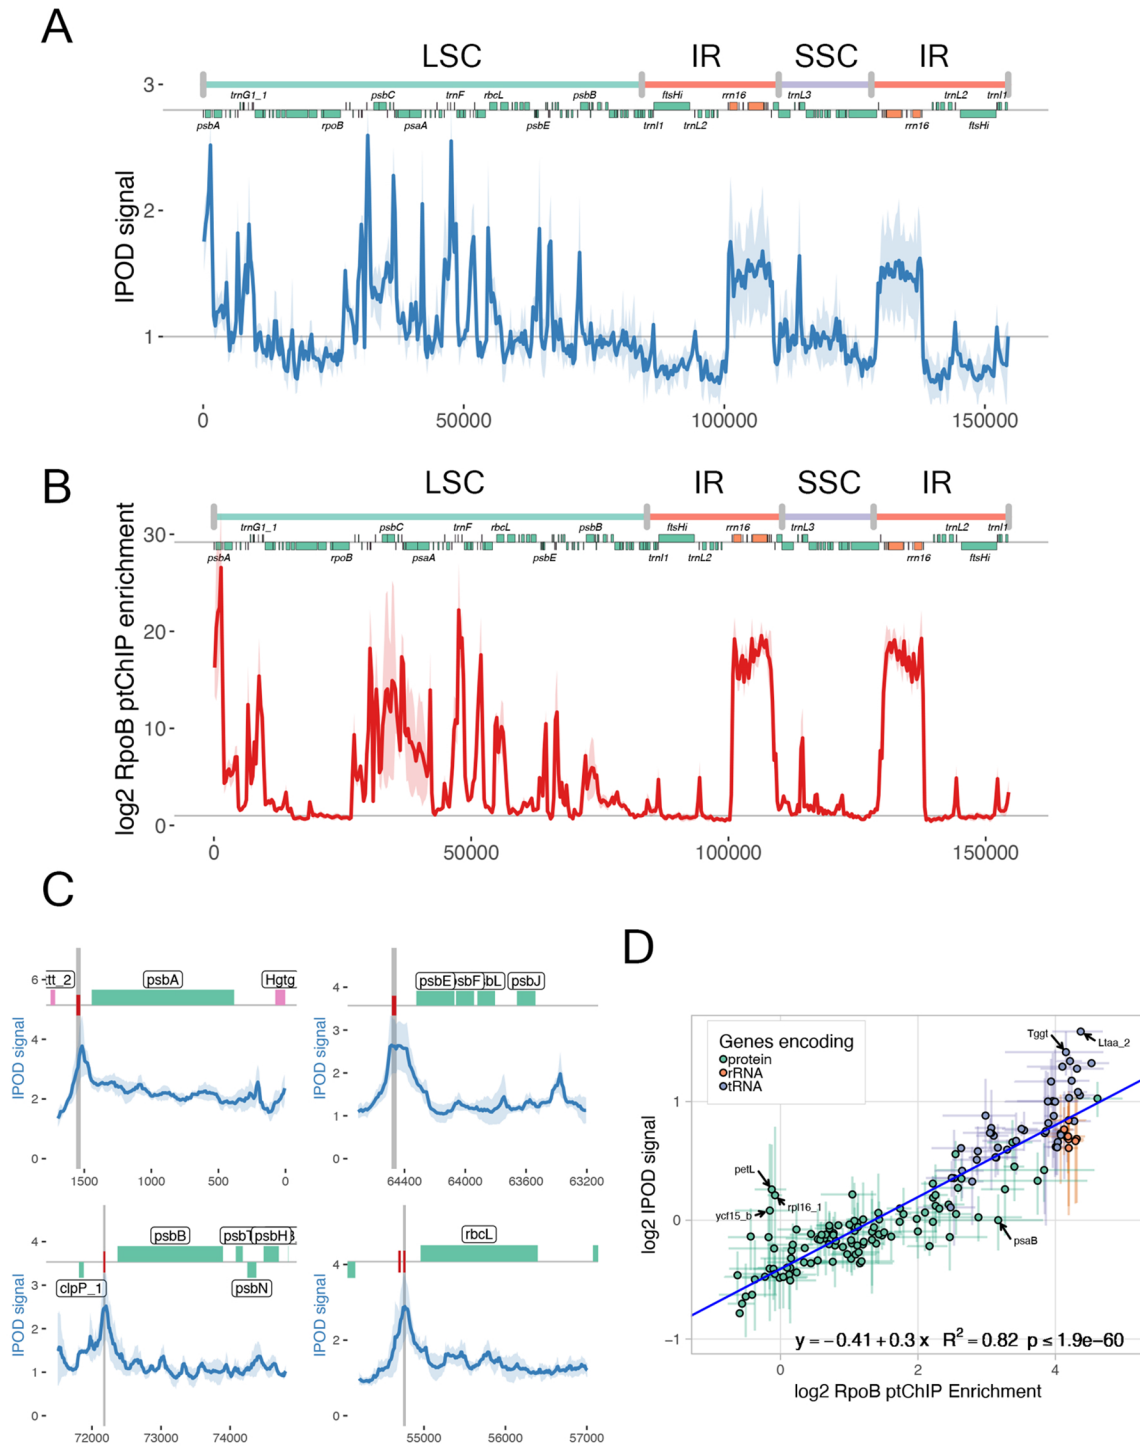 A
LSC IR SSC IR
3
trnG1_1 psbC trnF rbcL psbB ftsHi rrn16 trnL3 trnL2 trnI1
psbA rpoB psaA psbE trnI1 trnL2 rrn16 ftsHi
IPOD signal
2
1
0 50000 100000 150000
B
LSC IR SSC IR
30
trnG1_1 psbC trnF rbcL psbB ftsHi rrn16 trnL3 trnL2 trnI1
psbA rpoB psaA psbE trnI1 trnL2 rrn16 ftsHi
log2 RpoB ptChIP enrichment
20
10
0
0 50000 100000 150000
C
6 tt_2 psbA Hgtg
IPOD signal
4
2
0
1500 1000 500 0
4 psbE sbF bL psbJ
IPOD signal
3
2
1
0
64400 64000 63600 63200
4 psbB psbT psbH
clpP_1 psbN
IPOD signal
3
2
1
0
72000 73000 74000
rbcL
4
IPOD signal
2
0
55000 56000 57000
D
Genes encoding
protein
rRNA
tRNA
Tggt
Ltaa_2
petL
rpl16_1
ycf15_b
psaB
log2 IPOD signal
1
0
−1
y = −0.41 + 0.3 x R² = 0.82 p ≤ 1.9e−60
0 2 4
log2 RpoB ptChIP Enrichment